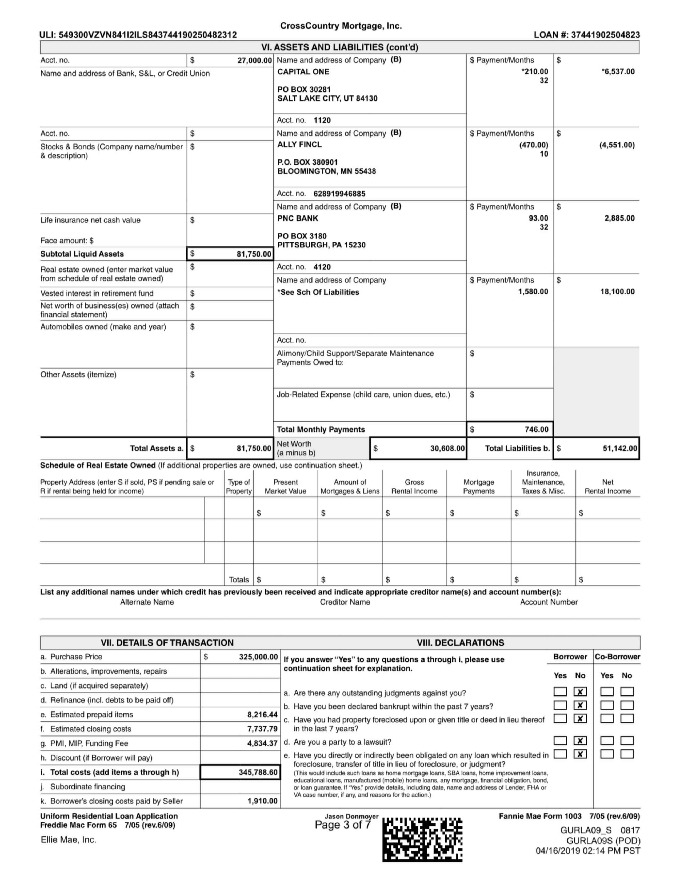 CrossCountry Mortgage, Inc.
ULI: 549300VZVN841I2ILS84374419025048​2312 LOAN #: 37441902504823
VI. ASSETS AND LIABILITIES (cont'd)
Acct. no. $ 27,000.00 Name and address of Company (B) $ Payment/Months $
Name and address of Bank, S&L, or Credit Union CAPITAL ONE *210.00 *6,537.00
32
PO BOX 30281
SALT LAKE CITY, UT 84130
Acct. no. 1120
Acct. no. $ Name and address of Company (B) $ Payment/Months $
Stocks & Bonds (Company name/number $ ALLY FINCL (470.00) (4,551.00)
& description) 10
P.O. BOX 380901
BLOOMINGTON, MN 55438
Acct. no. 628919946885
Name and address of Company (B) $ Payment/Months $
Life insurance net cash value $ PNC BANK 93.00 2,885.00
32
Face amount: $ PO BOX 3180
PITTSBURGH, PA 15230
Subtotal Liquid Assets $ 81,750.00
Real estate owned (enter market value $ Acct. no. 4120
from schedule of real estate owned) Name and address of Company $ Payment/Months $
Vested interest in retirement fund $ *See Sch Of Liabilities 1,580.00 18,100.00
Net worth of business(es) owned (attach $
financial statement)
Automobiles owned (make and year) $
Acct. no.
Alimony/Child Support/Separate Maintenance $
Payments Owed to:
Other Assets (itemize) $
Job-Related Expense (child care, union dues, etc.) $
Total Monthly Payments $ 746.00
Total Assets a. $ 81,750.00 Net Worth $ 30,608.00 Total Liabilities b. $ 51,142.00
(a minus b)
Schedule of Real Estate Owned (If additional properties are owned, use continuation sheet.)
Property Address (enter S if sold, PS if pending sale or Type of Present Amount of Gross Mortgage Insurance, Net
R if rental being held for income) Property Market Value Mortgages & Liens Rental Income Payments Maintenance, Rental Income
Taxes & Misc.
$ $ $ $ $ $
Totals $ $ $ $ $ $
List any additional names under which credit has previously been received and indicate appropriate creditor name(s) and account number(s):
Alternate Name Creditor Name Account Number
VII. DETAILS OF TRANSACTION VIII. DECLARATIONS
a. Purchase Price $ 325,000.00
b. Alterations, improvements, repairs
c. Land (if acquired separately)
d. Refinance (incl. debts to be paid off)
e. Estimated prepaid items 8,216.44
f. Estimated closing costs 7,737.79
g. PMI, MIP, Funding Fee 4,834.37
h. Discount (if Borrower will pay)
i. Total costs (add items a through h) 345,788.60
j. Subordinate financing
k. Borrower's closing costs paid by Seller 1,910.00
If you answer "Yes" to any questions a through i, please use Borrower Co-Borrower
continuation sheet for explanation. Yes No Yes No
a. Are there any outstanding judgments against you? X
b. Have you been declared bankrupt within the past 7 years? X
c. Have you had property foreclosed upon or given title or deed in lieu thereof X
in the last 7 years?
d. Are you a party to a lawsuit? X
e. Have you directly or indirectly been obligated on any loan which resulted in X
foreclosure, transfer of title in lieu of foreclosure, or judgment?
(This would include such loans as home mortgage loans, SBA loans, home improvement loans,
educational loans, manufactured (mobile) home loans, any mortgage, financial obligation, bond,
or loan guarantee. If "Yes," provide details, including date, name and address of Lender, FHA or
VA case number, if any, and reasons for the action.)
Uniform Residential Loan Application Jason Donmoyer Fannie Mae Form 1003 7/05 (rev.6/09)
Freddie Mac Form 65 7/05 (rev.6/09) Page 3 of 7
GURLA09_S 0817
Ellie Mae, Inc. GURLA09S (POD)
04/16/2019 02:14 PM PST